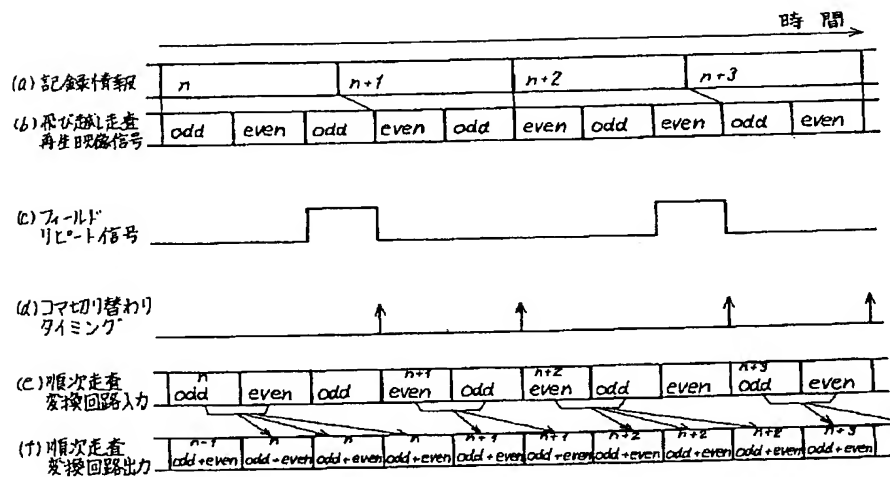 時間
(a) 記録情報
n n+1 n+2 n+3
(b) 飛び越し走査
再生映像信号
odd even odd even odd even odd even odd even
(c) フィールド
リピート信号
(d) コマ切り替わり
タイミング
(e) 順次走査
変換回路入力
n n+1 n+2 n+3
odd even odd even odd even odd even odd even
(f) 順次走査
変換回路出力
n-1 n n n n+1 n+1 n+2 n+2 n+2 n+3
odd+even odd+even odd+even odd+even odd+even odd+even odd+even odd+even odd+even odd+even